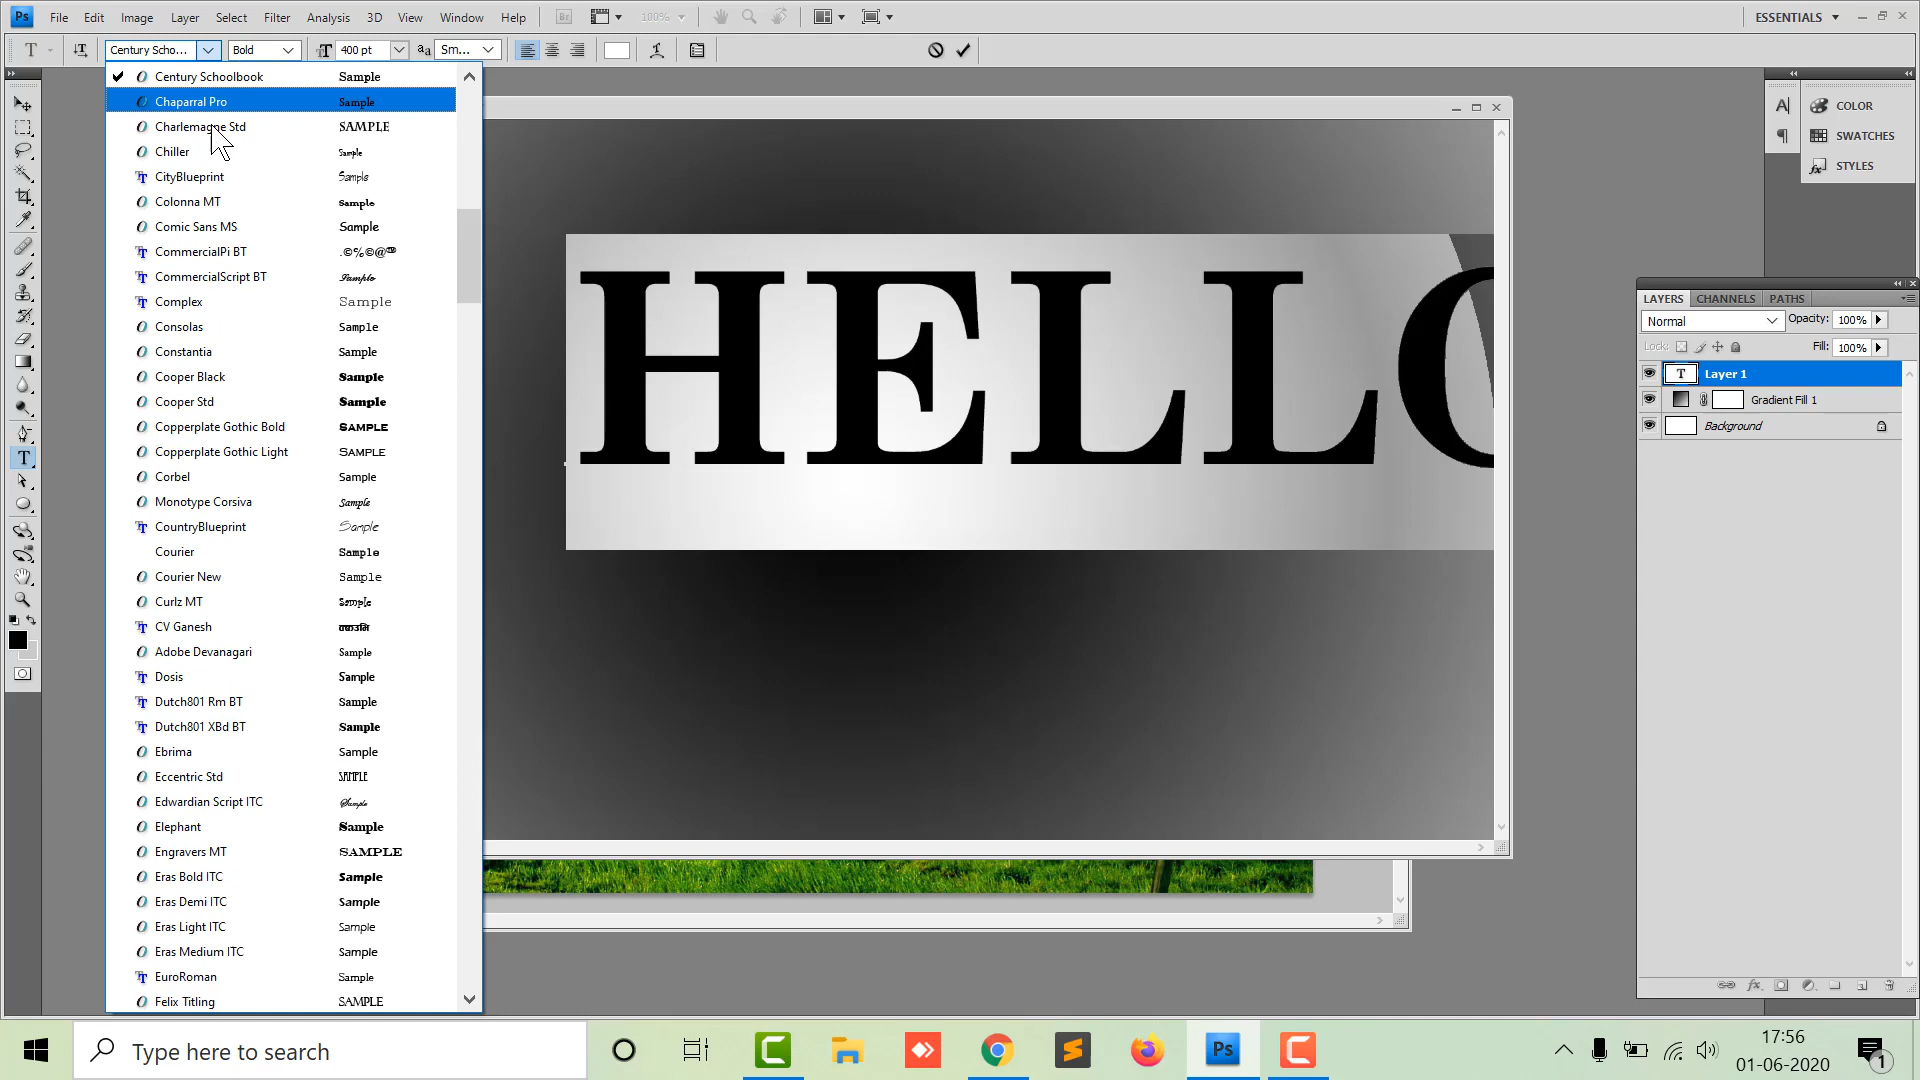 Ps File Edit Image Layer Select Filter Analysis 3D View Window Help Br 100% ESSENTIALS
T Century Scho... Bold T 400 pt aa Sm...
Century Schoolbook Sample
Chaparral Pro Sample
Charlemagne Std SAMPLE
Chiller Sample
CityBlueprint Sample
Colonna MT Sample
Comic Sans MS Sample
CommercialPi BT .©%©@
CommercialScript BT Sample
Complex Sample
Consolas Sample
Constantia Sample
Cooper Black Sample
Cooper Std Sample
Copperplate Gothic Bold SAMPLE
Copperplate Gothic Light SAMPLE
Corbel Sample
Monotype Corsiva Sample
CountryBlueprint Sample
Courier Sample
Courier New Sample
Curlz MT Sample
CV Ganesh
Adobe Devanagari Sample
Dosis Sample
Dutch801 Rm BT Sample
Dutch801 XBd BT Sample
Ebrima Sample
Eccentric Std SAMPLE
Edwardian Script ITC Sample
Elephant Sample
Engravers MT SAMPLE
Eras Bold ITC Sample
Eras Demi ITC Sample
Eras Light ITC Sample
Eras Medium ITC Sample
EuroRoman Sample
Felix Titling SAMPLE
HELLO
COLOR
SWATCHES
STYLES
LAYERS CHANNELS PATHS
Normal Opacity: 100%
Lock: Fill: 100%
T Layer 1
Gradient Fill 1
Background
Type here to search
Ps
17:56
01-06-2020
1